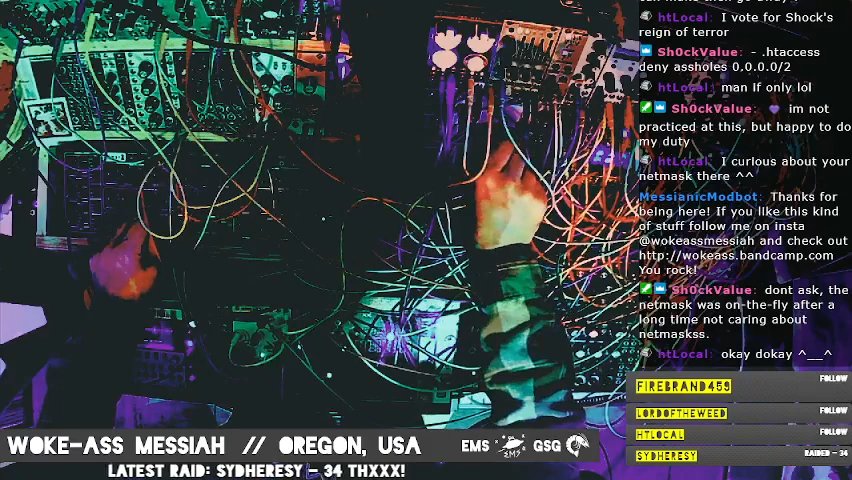 htLocal: I vote for Shock's
reign of terror
Sh0ckValue: - .htaccess
deny assholes 0,0.0.0/2
htLocal: man If only lol
Sh0ckValue: 💜 im not
practiced at this, but happy to do
my duty
htLocal: I curious about your
netmask there ^^
MessianicModbot: Thanks for
being here! If you like this kind
of stuff follow me on insta
@wokeassmessiah and check out
http://wokeass.bandcamp.com
You rock!
Sh0ckValue: dont ask, the
netmask was on-the-fly after a
long time not caring about
netmaskss.
htLocal: okay dokay ^__^
FIREBRAND459 FOLLOW
LORDOFTHEWEED FOLLOW
HTLOCAL FOLLOW
SYDHERESY RAIDED - 34
WOKE-ASS MESSIAH // OREGON, USA EMS EMS GSG
LATEST RAID: SYDHERESY - 34 THXXX!